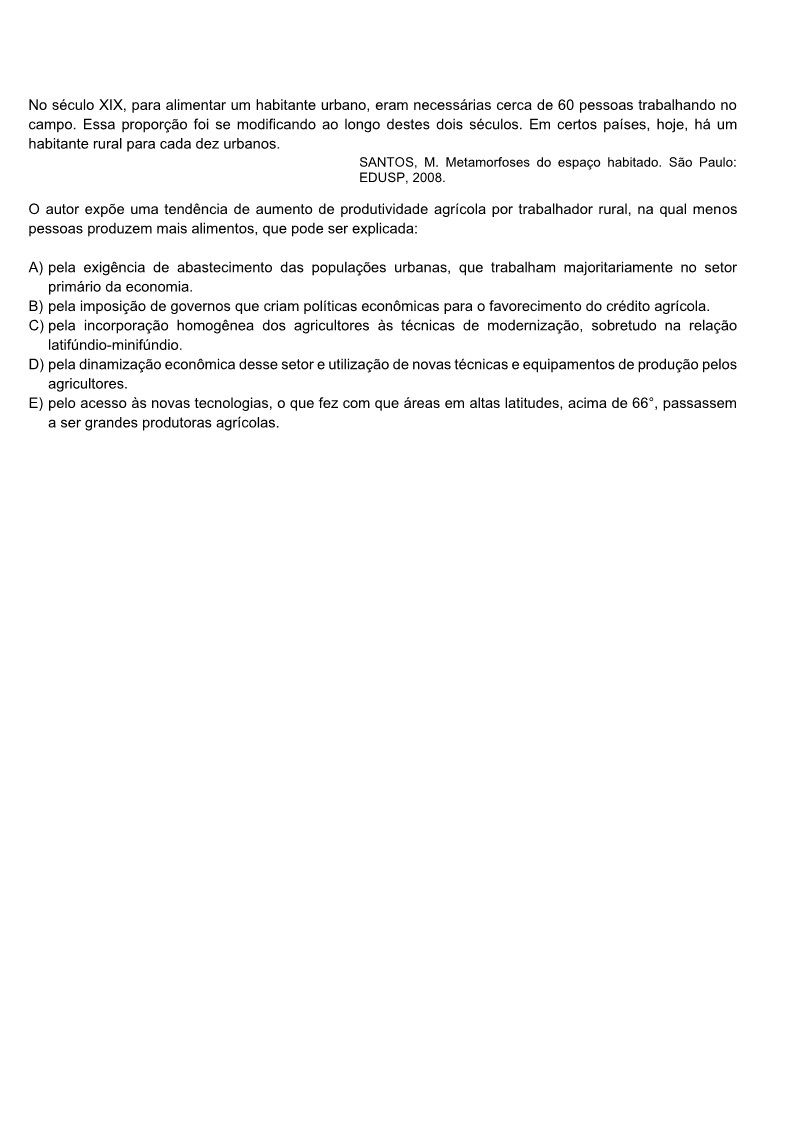 No século XIX, para alimentar um habitante urbano, eram necessárias cerca de 60 pessoas trabalhando no
campo. Essa proporção foi se modificando ao longo destes dois séculos. Em certos países, hoje, há um
habitante rural para cada dez urbanos.
SANTOS, M. Metamorfoses do espaço habitado. São Paulo:
EDUSP, 2008.
O autor expõe uma tendência de aumento de produtividade agrícola por trabalhador rural, na qual menos
pessoas produzem mais alimentos, que pode ser explicada:
A) pela exigência de abastecimento das populações urbanas, que trabalham majoritariamente no setor
primário da economia.
B) pela imposição de governos que criam políticas econômicas para o favorecimento do crédito agrícola.
C) pela incorporação homogênea dos agricultores às técnicas de modernização, sobretudo na relação
latifúndio-minifúndio.
D) pela dinamização econômica desse setor e utilização de novas técnicas e equipamentos de produção pelos
agricultores.
E) pelo acesso às novas tecnologias, o que fez com que áreas em altas latitudes, acima de 66°, passassem
a ser grandes produtoras agrícolas.